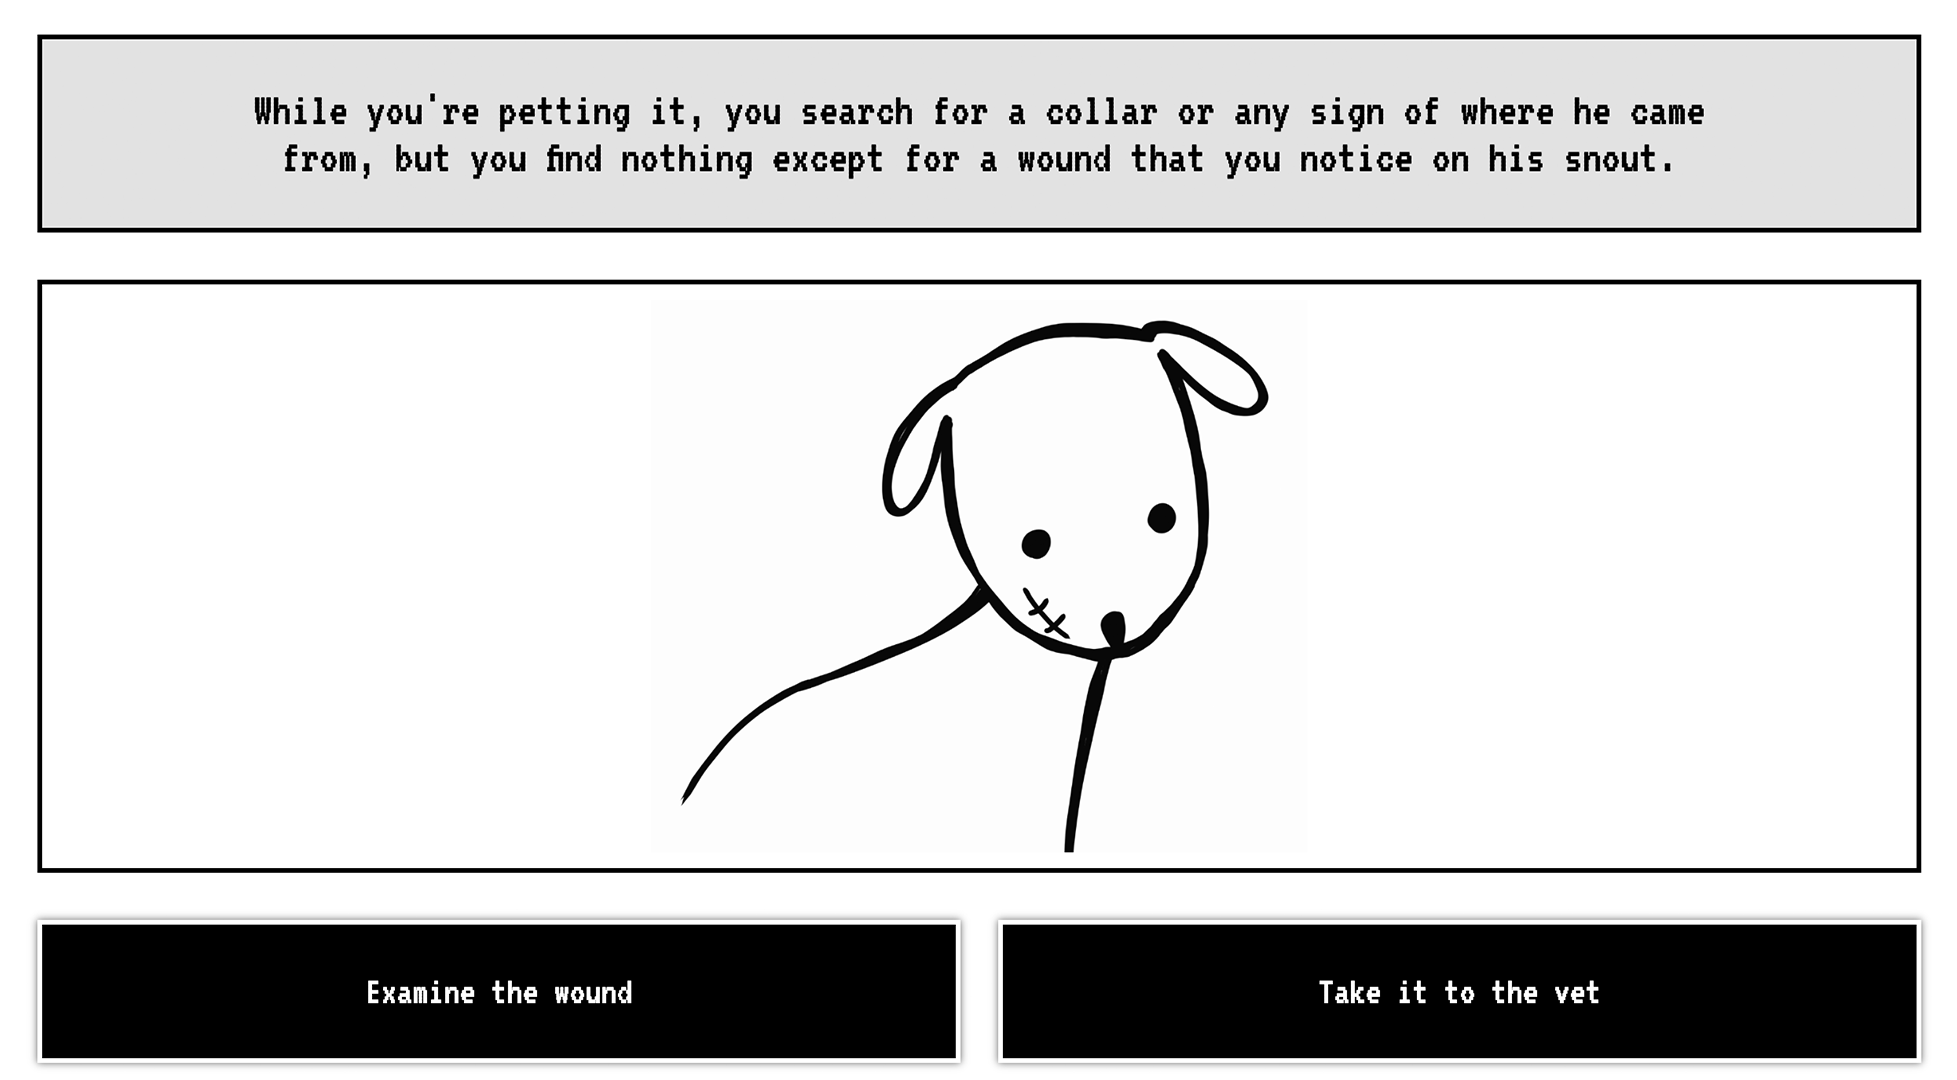 While you're petting it, you search for a collar or any sign of where he came
from, but you find nothing except for a wound that you notice on his snout.
Examine the wound
Take it to the vet